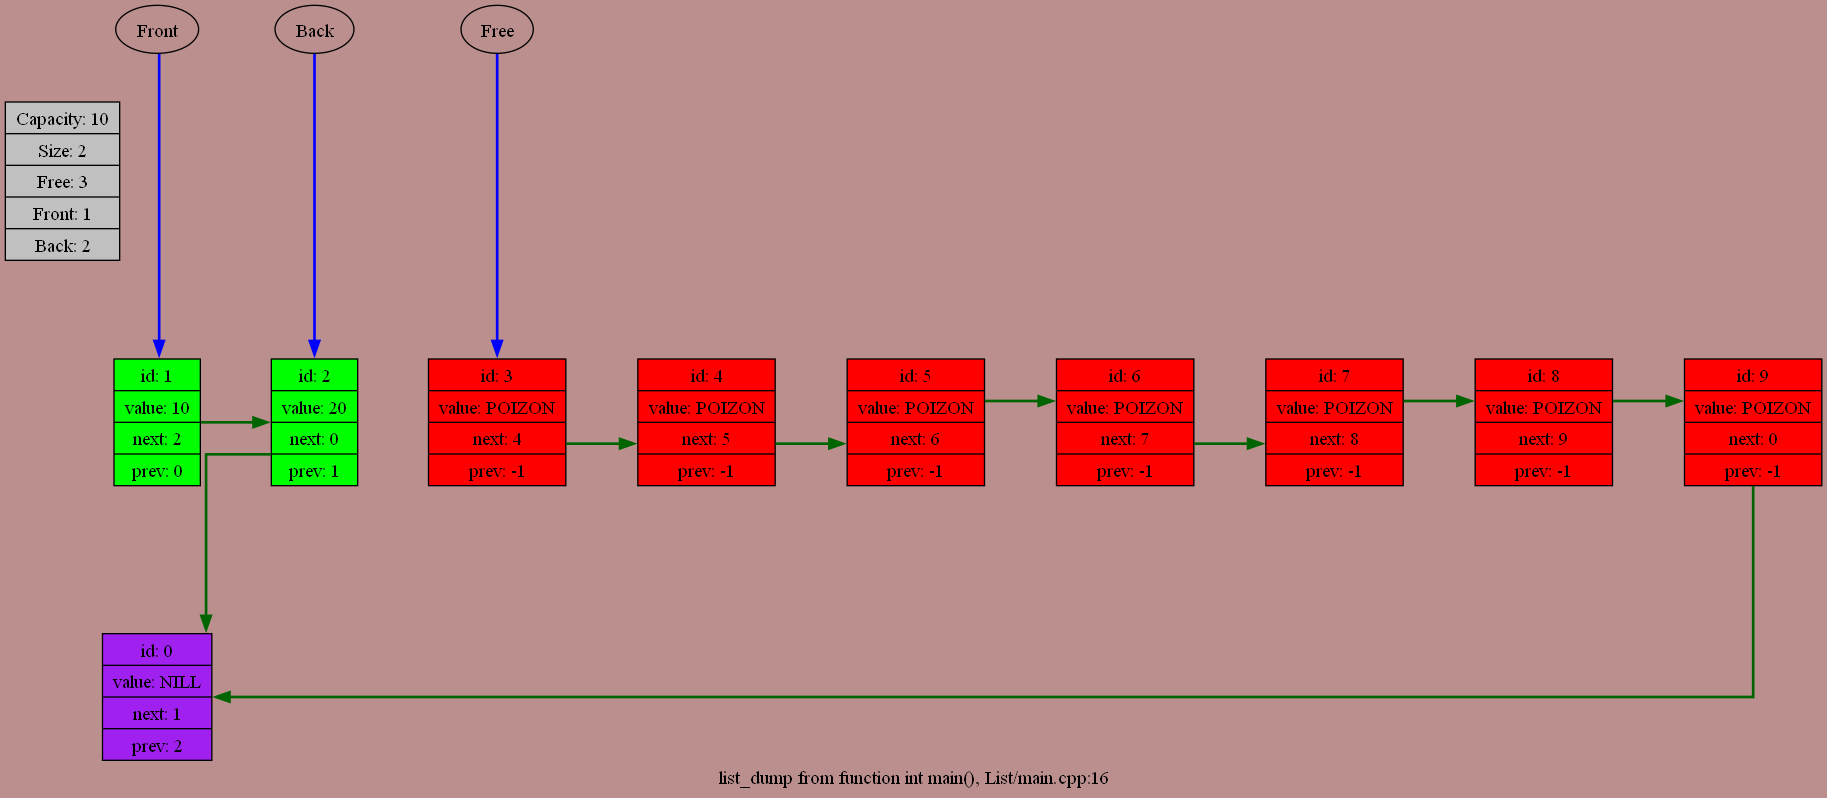 Front
Back
Free
Capacity: 10
Size: 2
Free: 3
Front: 1
Back: 2
id: 1
value: 10
next: 2
prev: 0
id: 2
value: 20
next: 0
prev: 1
id: 3
value: POIZON
next: 4
prev: -1
id: 4
value: POIZON
next: 5
prev: -1
id: 5
value: POIZON
next: 6
prev: -1
id: 6
value: POIZON
next: 7
prev: -1
id: 7
value: POIZON
next: 8
prev: -1
id: 8
value: POIZON
next: 9
prev: -1
id: 9
value: POIZON
next: 0
prev: -1
id: 0
value: NILL
next: 1
prev: 2
list_dump from function int main(), List/main.cpp:16